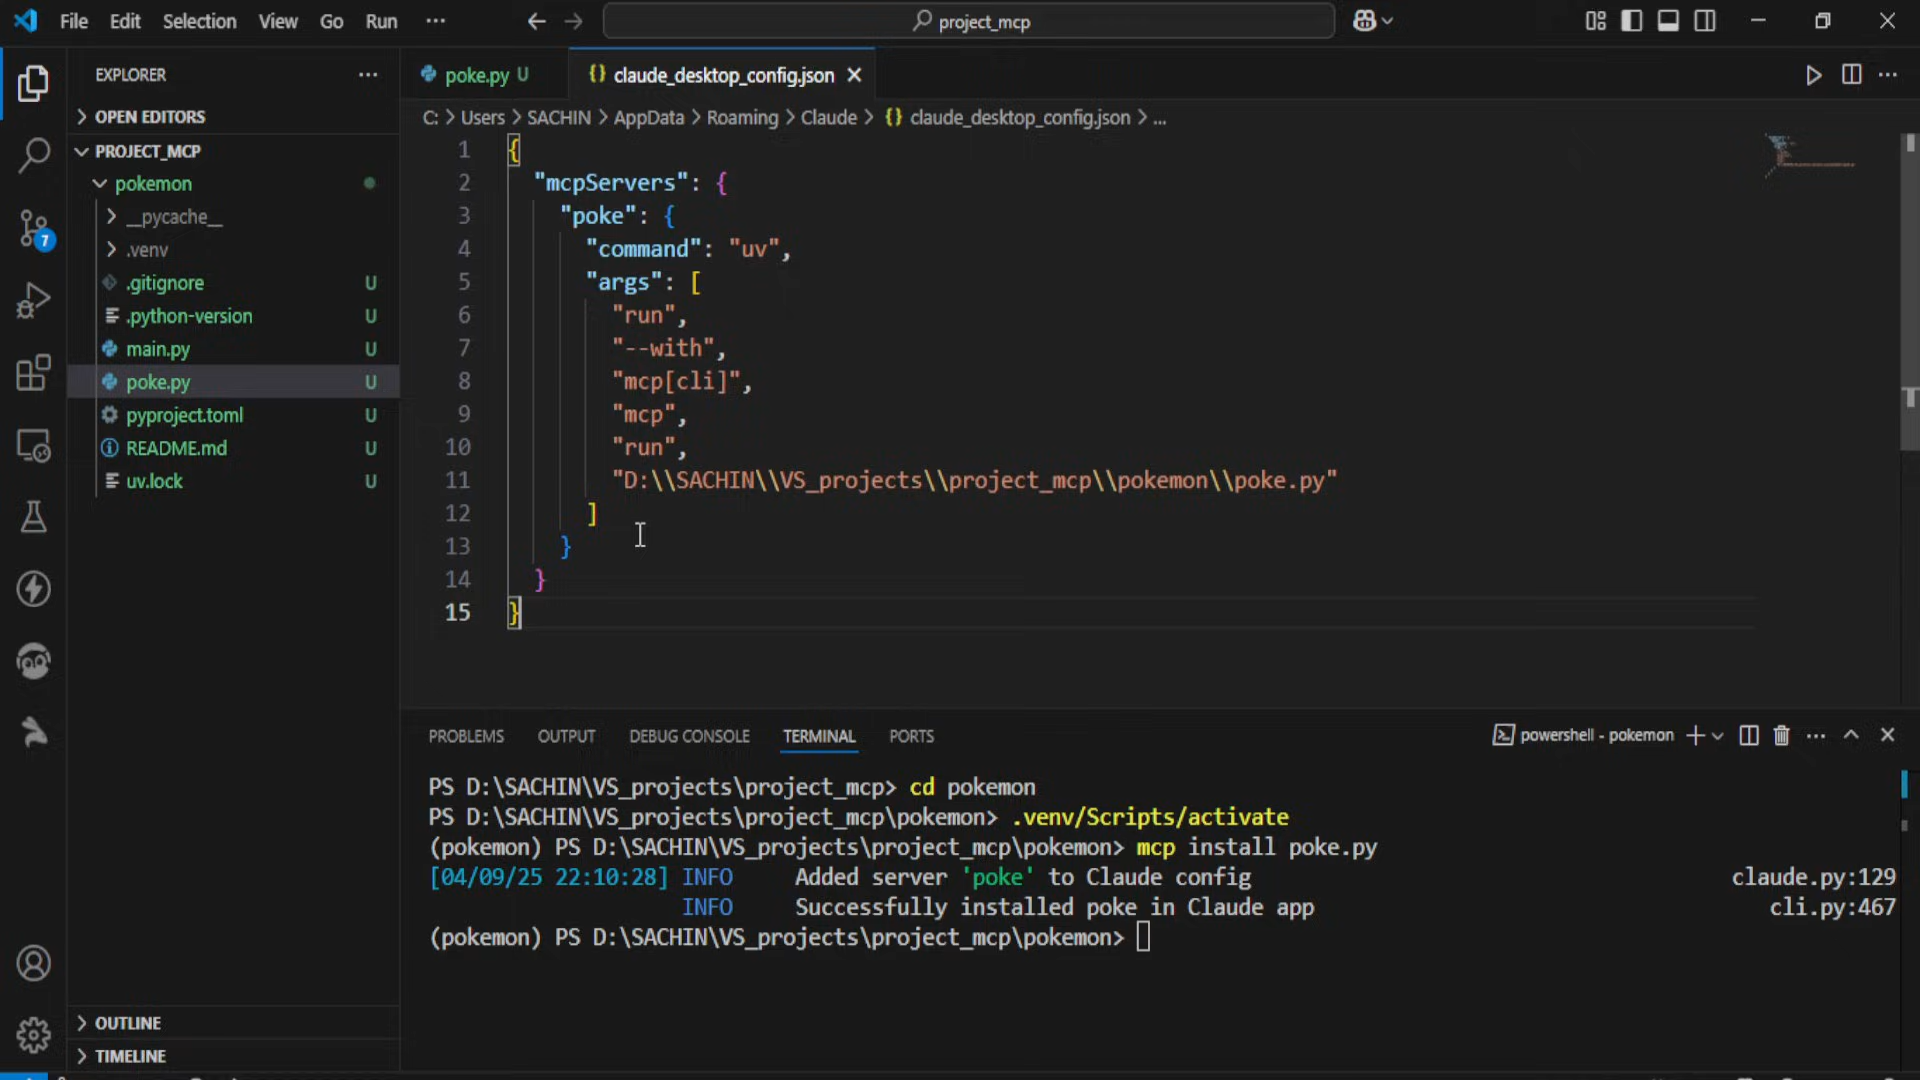 File Edit Selection View Go Run ··· project_mcp
EXPLORER ···
OPEN EDITORS
PROJECT_MCP
pokemon
__pycache__
.venv
.gitignore U
.python-version U
main.py U
poke.py U
pyproject.toml U
README.md U
uv.lock U
OUTLINE
TIMELINE
7
poke.py U {} claude_desktop_config.json
C: > Users > SACHIN > AppData > Roaming > Claude > {} claude_desktop_config.json > ...
1 {
2 "mcpServers": {
3 "poke": {
4 "command": "uv",
5 "args": [
6 "run",
7 "--with",
8 "mcp[cli]",
9 "mcp",
10 "run",
11 "D:\\SACHIN\\VS_projects\\project_mcp\\pokemon\\poke.py"
12 ]
13 }
14 }
15 }
PROBLEMS OUTPUT DEBUG CONSOLE TERMINAL PORTS powershell - pokemon
PS D:\SACHIN\VS_projects\project_mcp> cd pokemon
PS D:\SACHIN\VS_projects\project_mcp\pokemon> .venv/Scripts/activate
(pokemon) PS D:\SACHIN\VS_projects\project_mcp\pokemon> mcp install poke.py
[04/09/25 22:10:28] INFO Added server 'poke' to Claude config claude.py:129
INFO Successfully installed poke in Claude app cli.py:467
(pokemon) PS D:\SACHIN\VS_projects\project_mcp\pokemon>